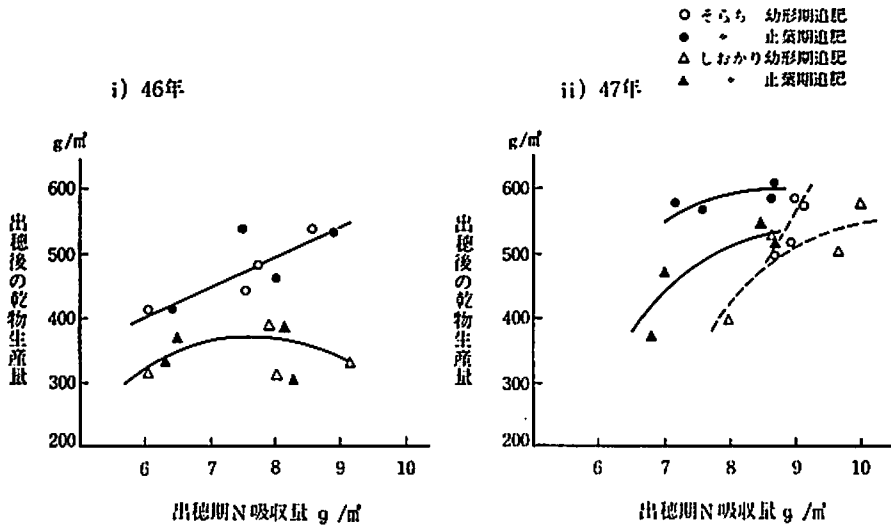 ○ そらち 幼形期追肥
● 〃 止葉期追肥
△ しおかり幼形期追肥
▲ 〃 止葉期追肥
i) 46年
ii) 47年
g/㎡
600
500
400
300
200
出穂後の乾物生産量
6 7 8 9 10
出穂期N吸収量 g/㎡
g/㎡
600
500
400
300
200
出穂後の乾物生産量
6 7 8 9 10
出穂期N吸収量 g/㎡